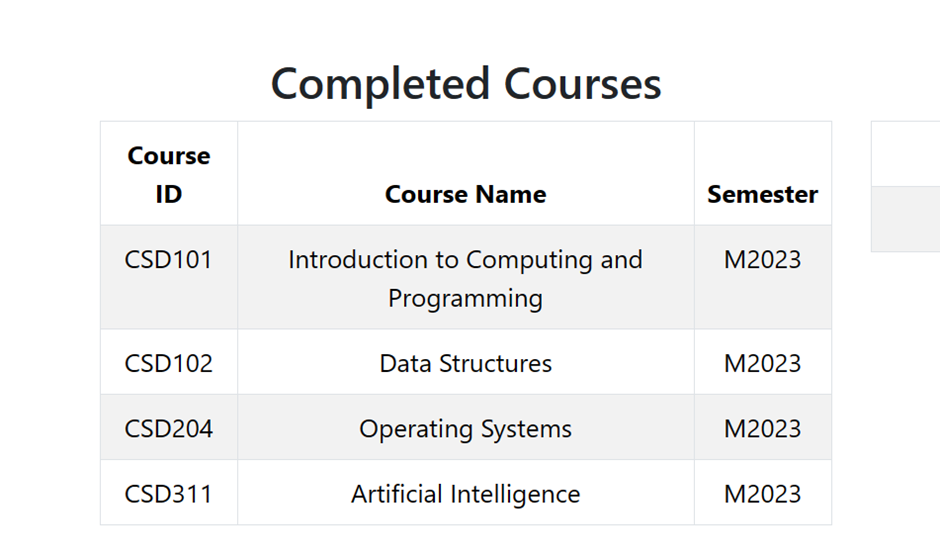 Completed Courses
Course
ID
Course Name
Semester
CSD101
Introduction to Computing and
Programming
M2023
CSD102
Data Structures
M2023
CSD204
Operating Systems
M2023
CSD311
Artificial Intelligence
M2023